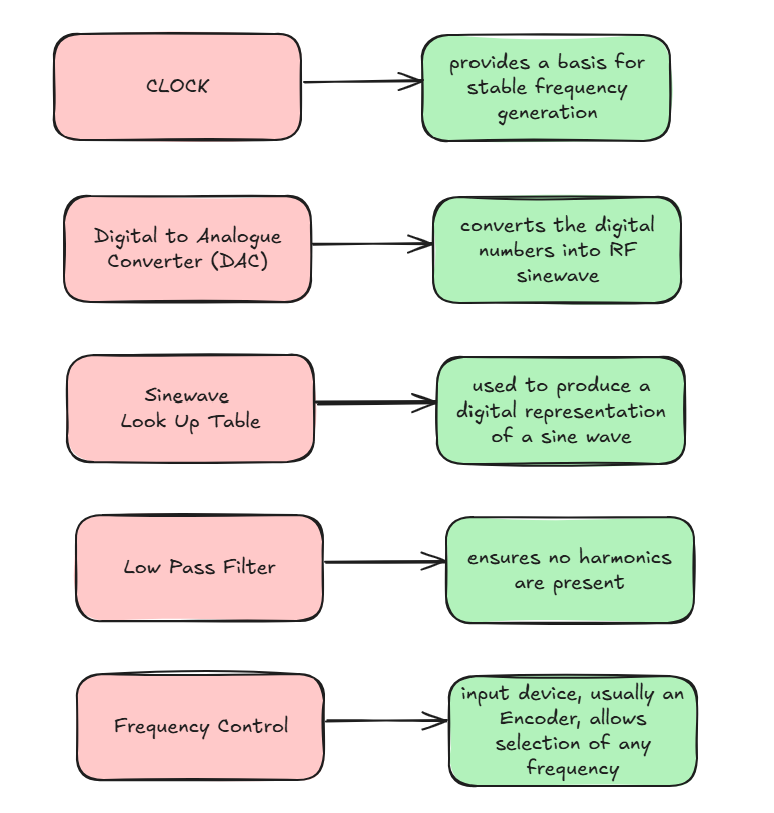 CLOCK
provides a basis for
stable frequency
generation
Digital to Analogue
Converter (DAC)
converts the digital
numbers into RF
sinewave
Sinewave
Look Up Table
used to produce a
digital representation
of a sine wave
Low Pass Filter
ensures no harmonics
are present
Frequency Control
input device, usually an
Encoder, allows
selection of any
frequency